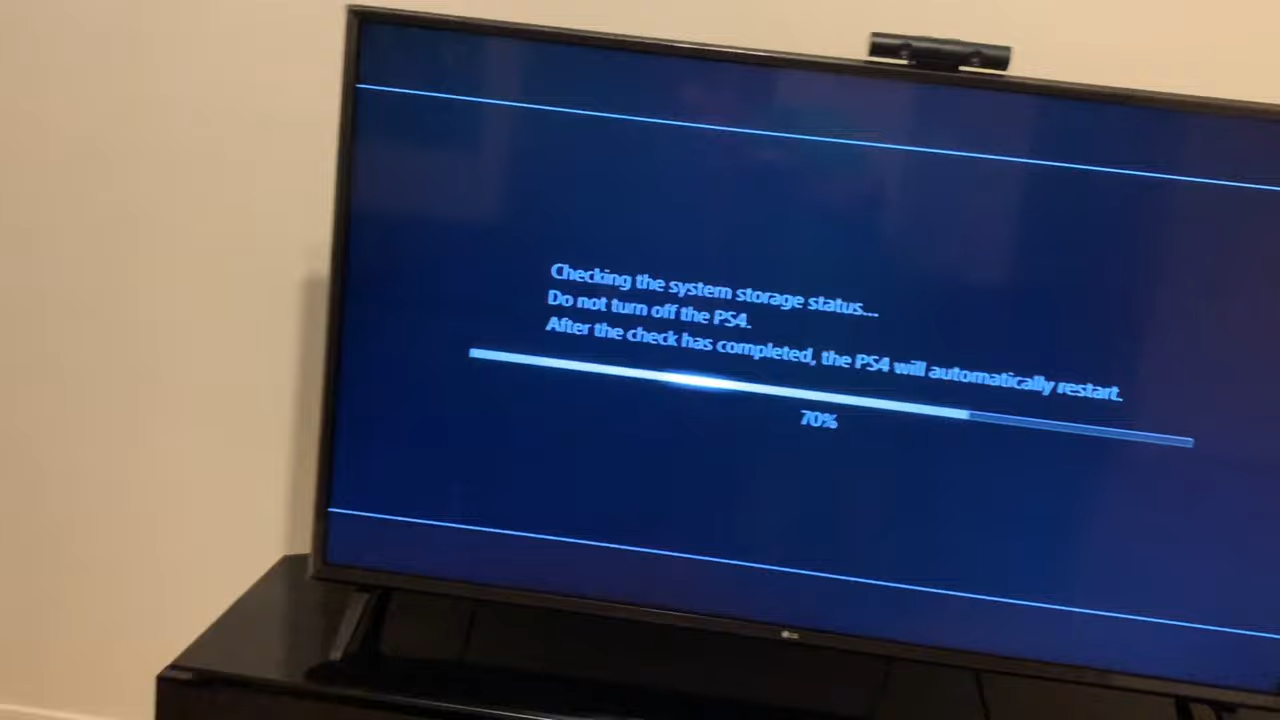 Checking the system storage status...
Do not turn off the PS4.
After the check has completed, the PS4 will automatically restart.
70%
LG